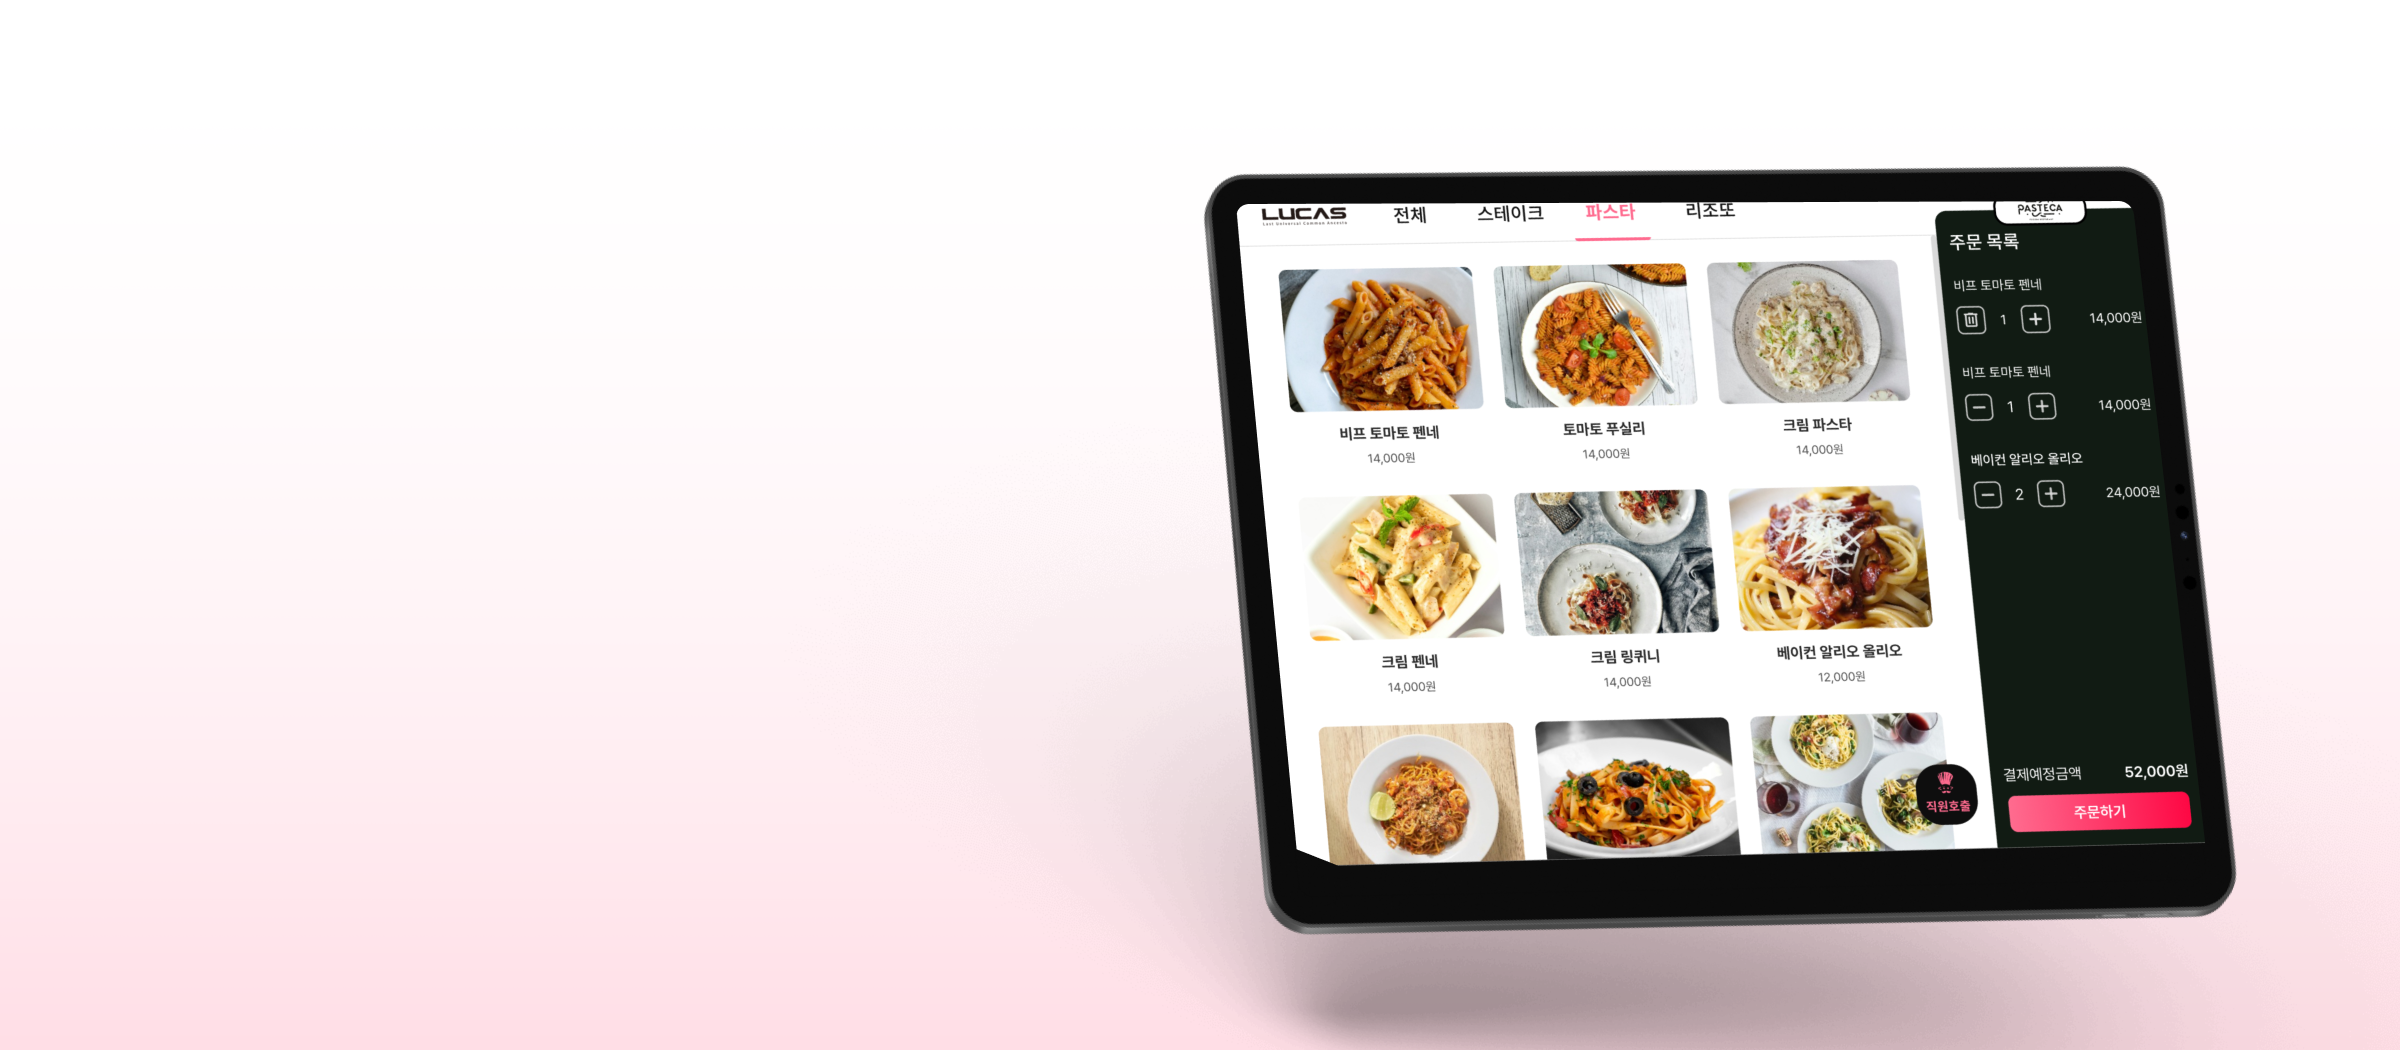 LUCAS
Last Universal Common Ancestor
전체
스테이크
파스타
리조또
PASTECA
주문 목록
비프 토마토 펜네
1
14,000원
비프 토마토 펜네
1
14,000원
베이컨 알리오 올리오
2
24,000원
비프 토마토 펜네
14,000원
토마토 푸실리
14,000원
크림 파스타
14,000원
크림 펜네
14,000원
크림 링퀴니
14,000원
베이컨 알리오 올리오
12,000원
직원호출
결제예정금액
52,000원
주문하기